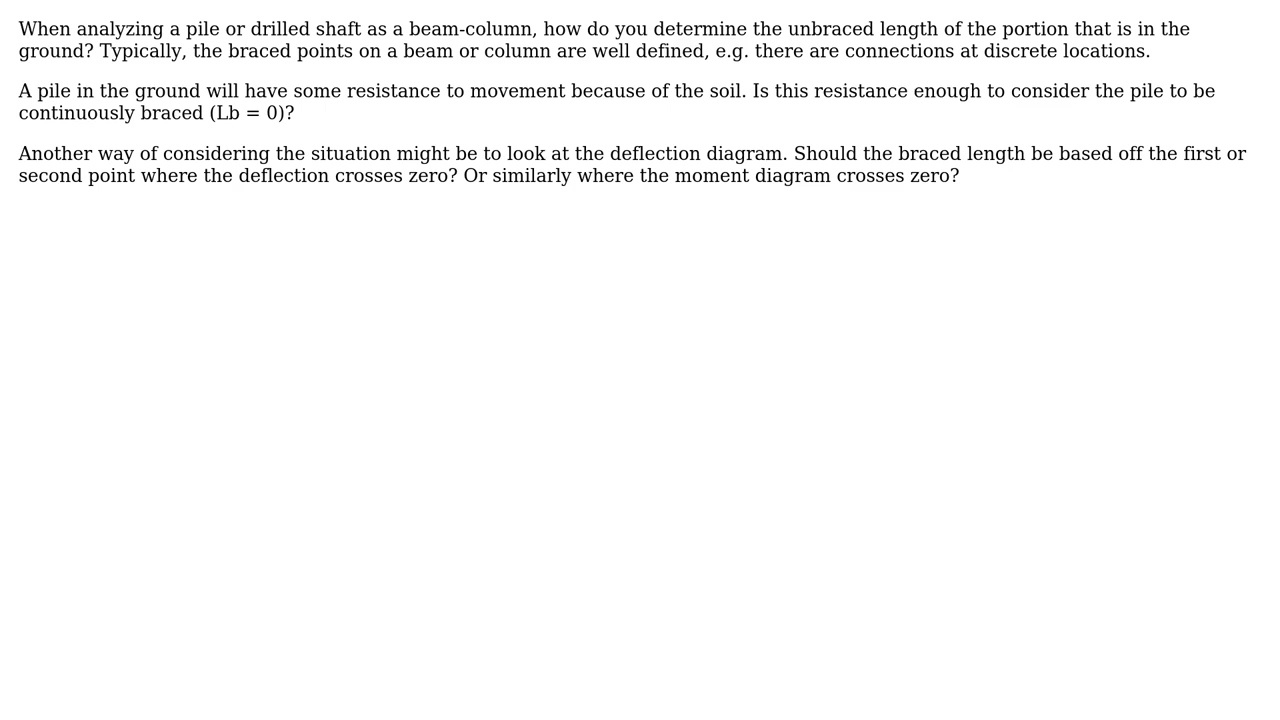 When analyzing a pile or drilled shaft as a beam-column, how do you determine the unbraced length of the portion that is in the
ground? Typically, the braced points on a beam or column are well defined, e.g. there are connections at discrete locations.
A pile in the ground will have some resistance to movement because of the soil. Is this resistance enough to consider the pile to be
continuously braced (Lb = 0)?
Another way of considering the situation might be to look at the deflection diagram. Should the braced length be based off the first or
second point where the deflection crosses zero? Or similarly where the moment diagram crosses zero?